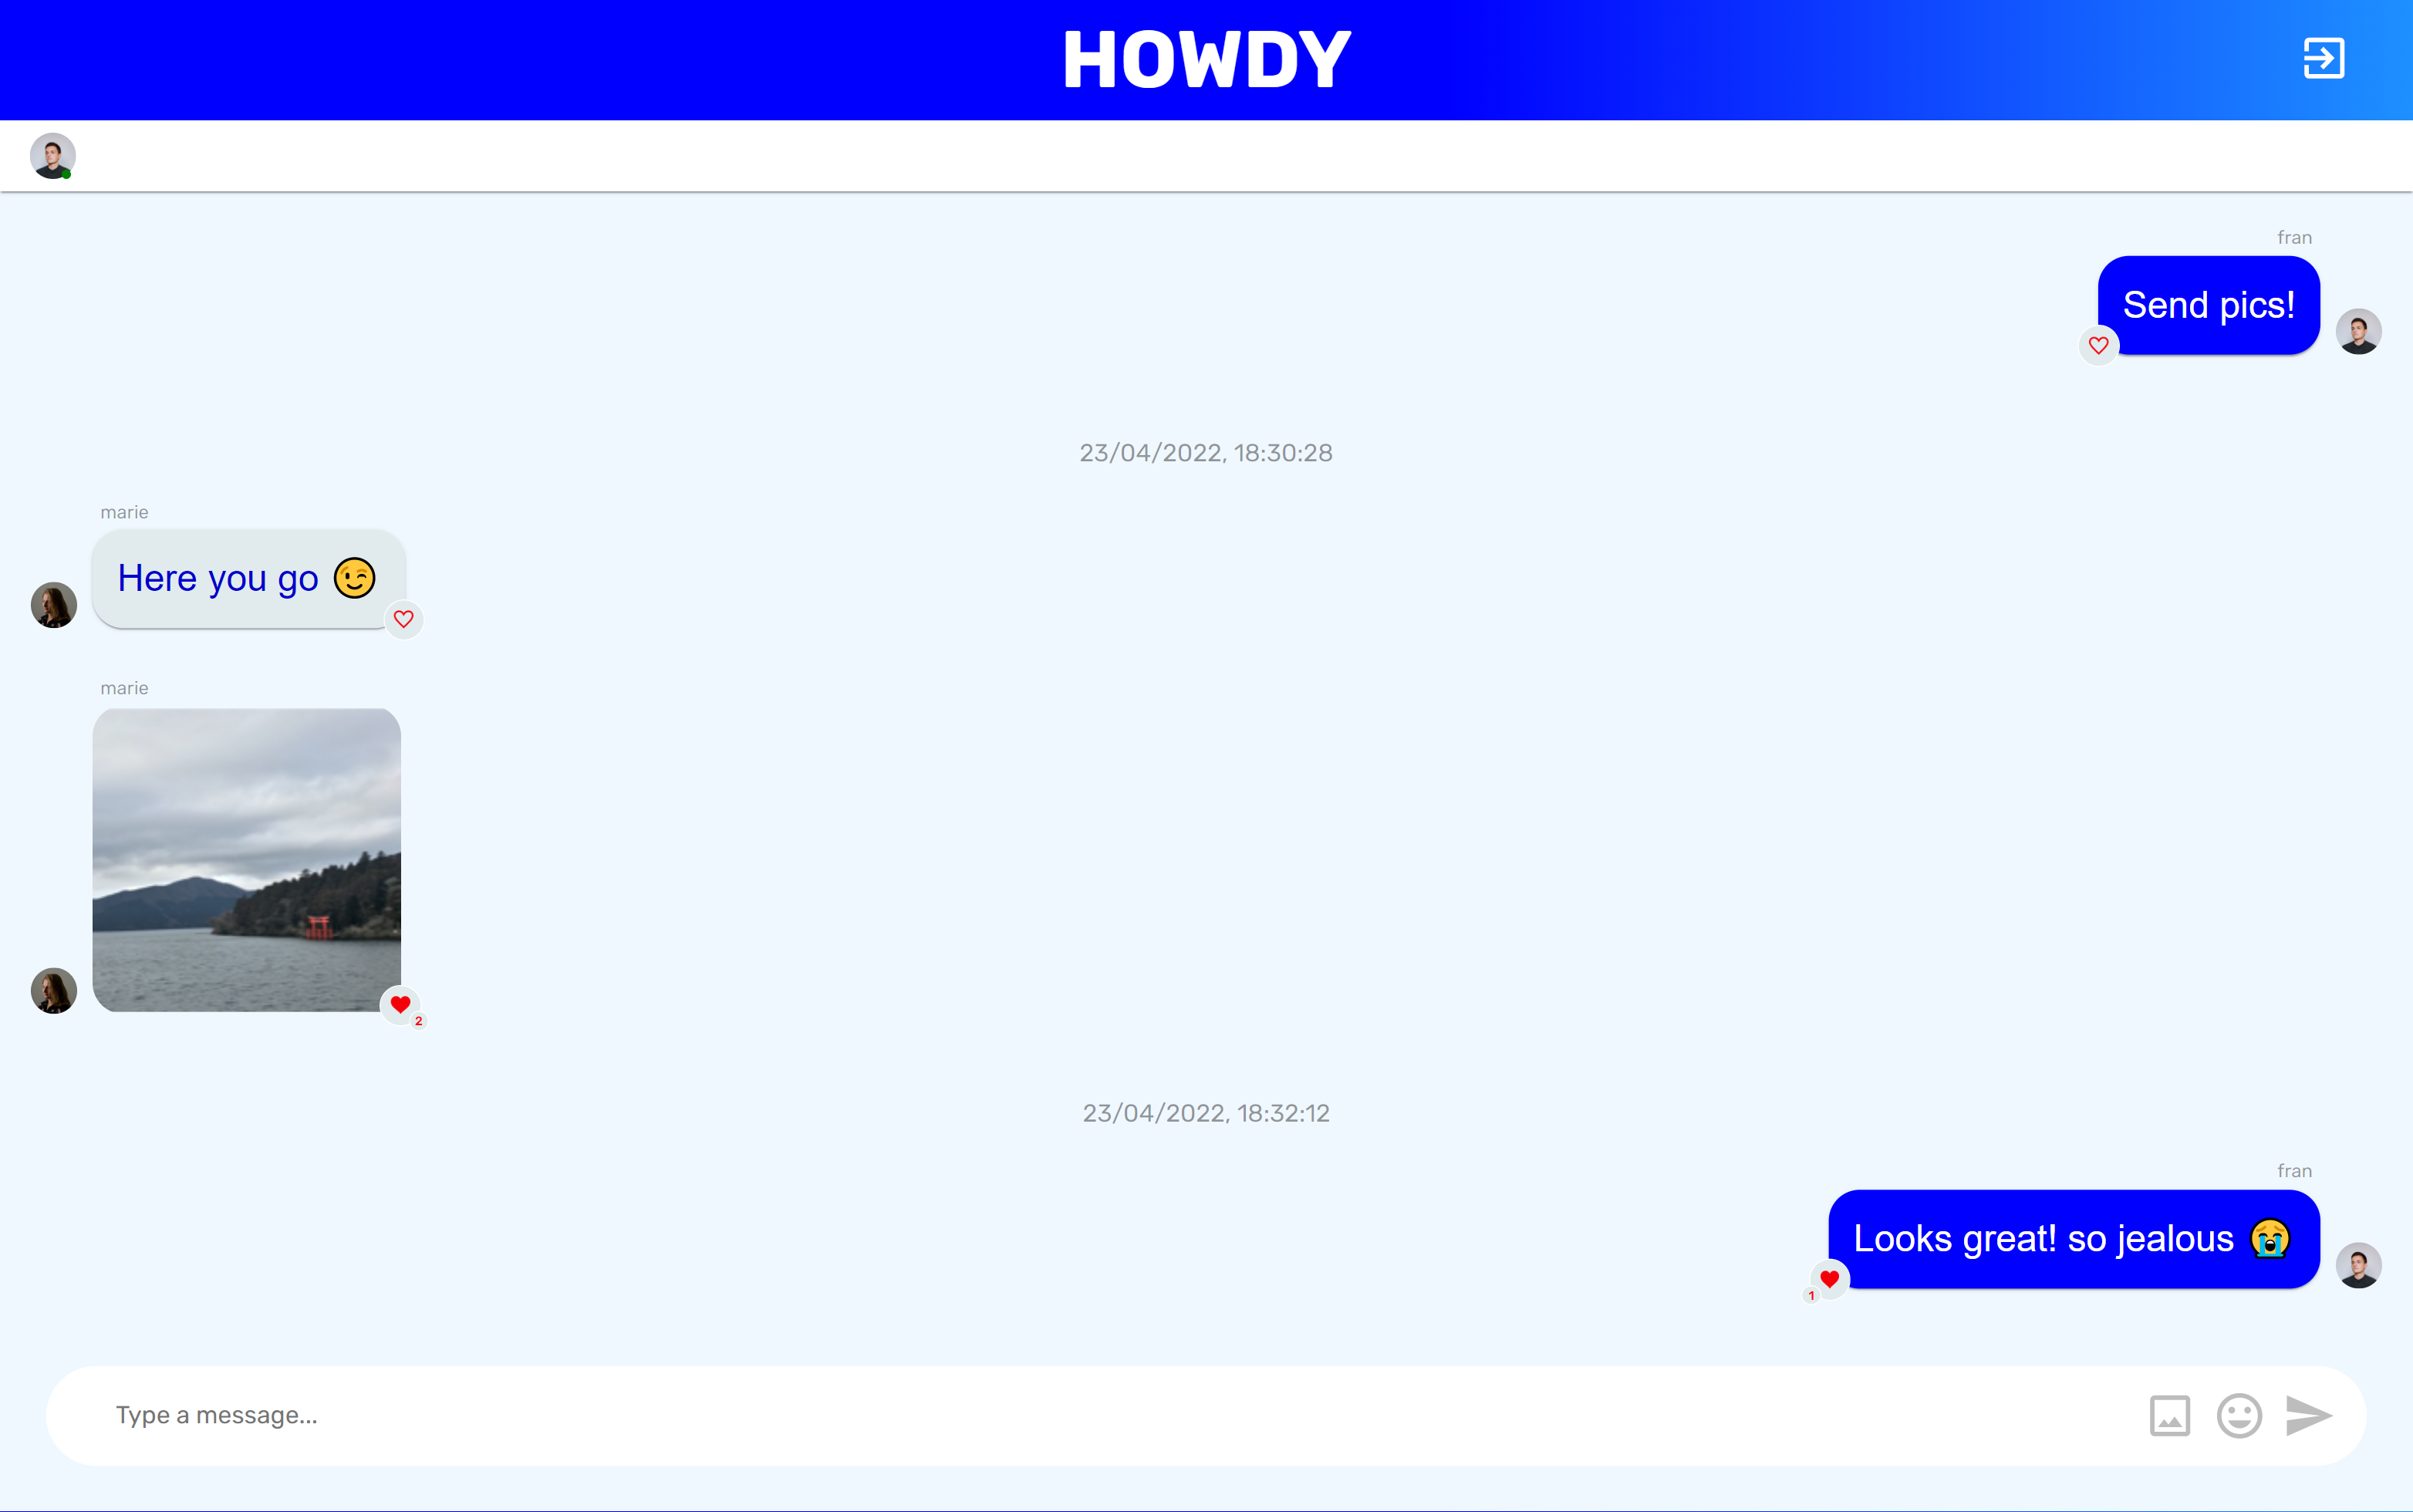 HOWDY
fran
Send pics!
23/04/2022, 18:30:28
marie
Here you go 😉
marie
2
23/04/2022, 18:32:12
fran
Looks great! so jealous 😭
1
Type a message...